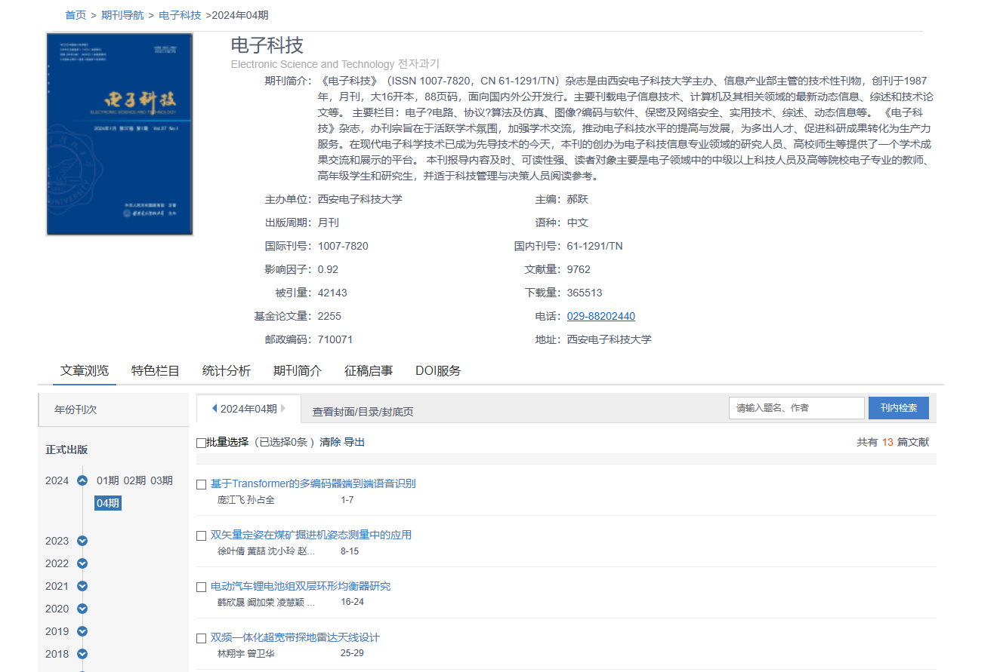 首页 > 期刊导航 > 电子科技 >2024年04期
电子科技
ELECTRONIC SCIENCE AND TECHNOLOGY
2024年1月 第37卷 第1期 Vol.37 No.1
电子科技
Electronic Science and Technology 전자과기
期刊简介： 《电子科技》（ISSN 1007-7820，CN 61-1291/TN）杂志是由西安电子科技大学主办、信息产业部主管的技术性刊物，创刊于1987
年，月刊，大16开本，88页码，面向国内外公开发行。主要刊载电子信息技术、计算机及其相关领域的最新动态信息、综述和技术论
文等。 主要栏目：电子?电路、协议?算法及仿真、图像?编码与软件、保密及网络安全、实用技术、综述、动态信息等。 《电子科
技》杂志，办刊宗旨在于活跃学术氛围，加强学术交流，推动电子科技水平的提高与发展，为多出人才、促进科研成果转化为生产力
服务。在现代电子科学技术已成为先导技术的今天，本刊的创办为电子科技信息专业领域的研究人员、高校师生等提供了一个学术成
果交流和展示的平台。 本刊报导内容及时、可读性强、读者对象主要是电子领域中的中级以上科技人员及高等院校电子专业的教师、
高年级学生和研究生，并适于科技管理与决策人员阅读参考。
主办单位： 西安电子科技大学 主编： 郝跃
出版周期： 月刊 语种： 中文
国际刊号： 1007-7820 国内刊号： 61-1291/TN
影响因子： 0.92 文献量： 9762
被引量： 42143 下载量： 365513
基金论文量： 2255 电话： 029-88202440
邮政编码： 710071 地址： 西安电子科技大学
文章浏览 特色栏目 统计分析 期刊简介 征稿启事 DOI服务
年份刊次 2024年04期 查看封面/目录/封底页 请输入题名、作者 刊内检索
批量选择（已选择0条 ）清除 导出 共有 13 篇文献
正式出版
2024 01期 02期 03期
04期
2023
2022
2021
2020
2019
2018
基于Transformer的多编码器端到端语音识别
庞江飞 孙占全 1-7
双矢量定姿在煤矿掘进机姿态测量中的应用
徐叶倩 黄喆 沈小玲 赵... 8-15
电动汽车锂电池组双层环形均衡器研究
韩欣晟 阚加荣 凌慧颖 ... 16-24
双频一体化超宽带探地雷达天线设计
林翔宇 曾卫华 25-29